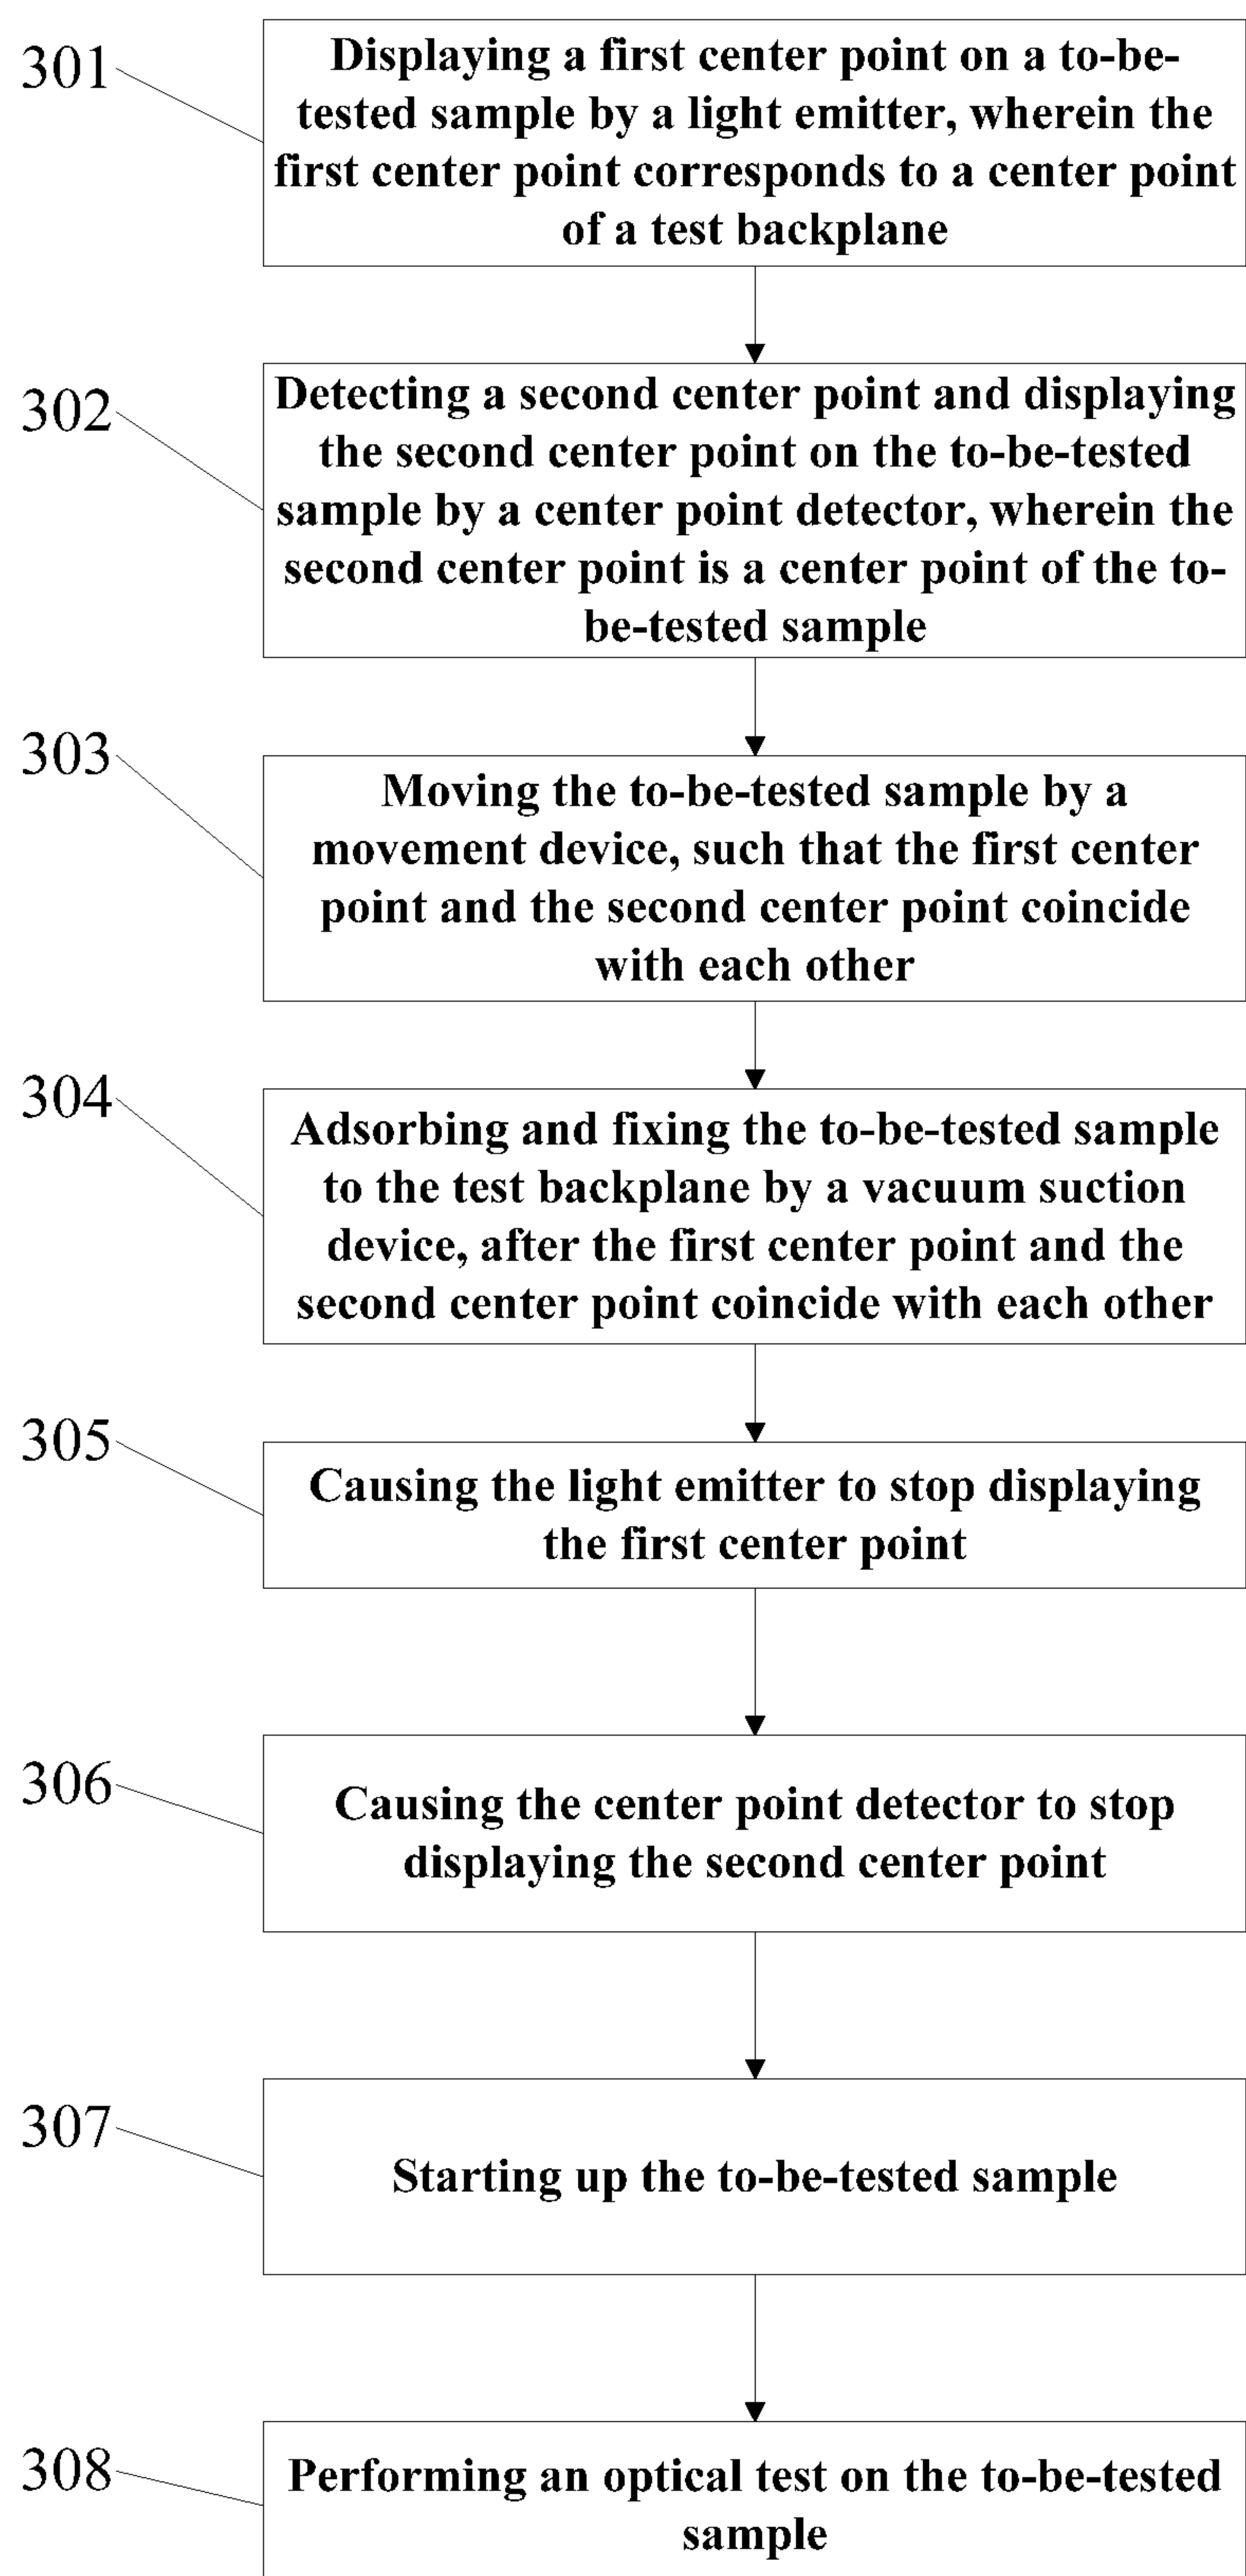 301
Displaying a first center point on a to-be-
tested sample by a light emitter, wherein the
first center point corresponds to a center point
of a test backplane
302
Detecting a second center point and displaying
the second center point on the to-be-tested
sample by a center point detector, wherein the
second center point is a center point of the to-
be-tested sample
303
Moving the to-be-tested sample by a
movement device, such that the first center
point and the second center point coincide
with each other
304
Adsorbing and fixing the to-be-tested sample
to the test backplane by a vacuum suction
device, after the first center point and the
second center point coincide with each other
305
Causing the light emitter to stop displaying
the first center point
306
Causing the center point detector to stop
displaying the second center point
307
Starting up the to-be-tested sample
308
Performing an optical test on the to-be-tested
sample